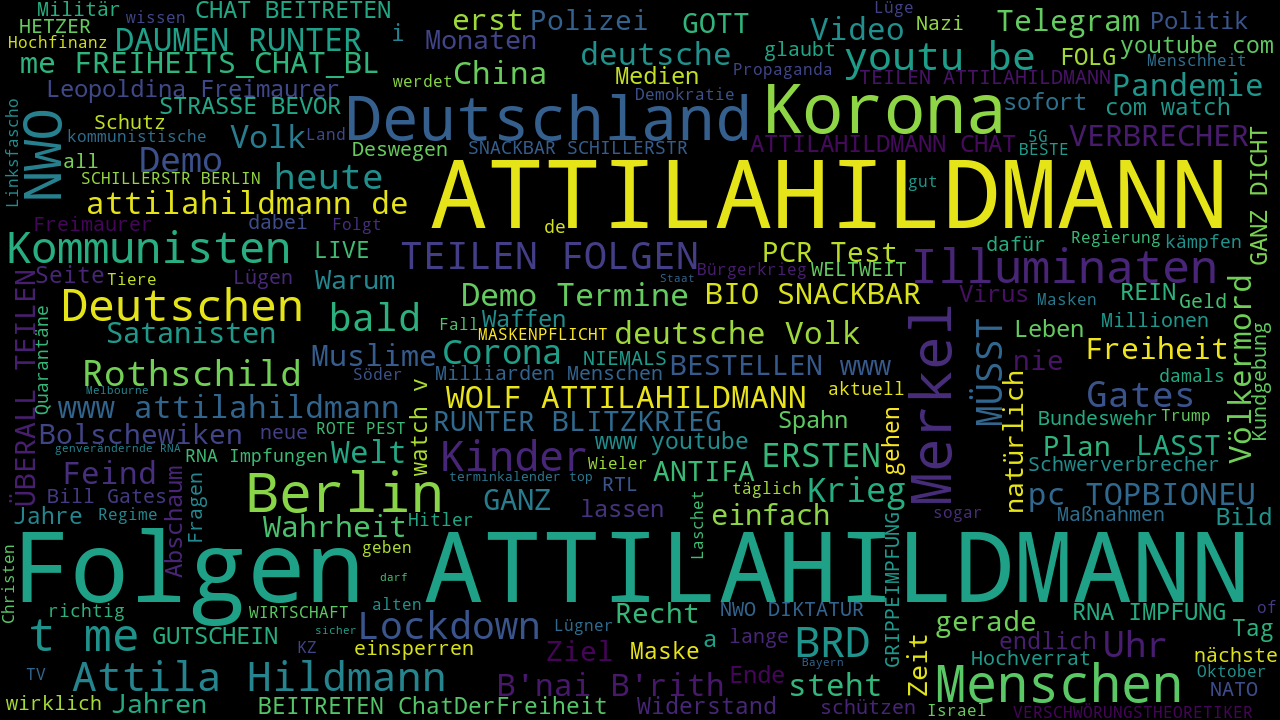 Militär
wissen
CHAT BEITRETEN
Lüge
HETZER
erst
Polizei
GOTT
Video
Nazi
Telegram
Politik
Hochfinanz
DAUMEN RUNTER
i
Monaten
deutsche
glaubt
youtu be
FOLG
youtube com
me FREIHEITS_CHAT_BL
werdet
China
Medien
Propaganda
TEILEN ATTILAHILDMANN
Menschheit
Pandemie
Leopoldina Freimaurer
Demokratie
sofort
com watch
STRASSE BEVOR
Deutschland
Korona
Linksfascho
NWO
Schutz
kommunistische
Volk
Land
Deswegen
SNACKBAR SCHILLERSTR
ATTILAHILDMANN CHAT
5G
BESTE
VERBRECHER
GANZ DICHT
all
Demo
SCHILLERSTR BERLIN
heute
ATTILAHILDMANN
gut
attilahildmann de
Freimaurer
dabei
Folgt
de
Kommunisten
LIVE
TEILEN FOLGEN
PCR Test
Illuminaten
dafür
Regierung
kämpfen
Seite
Tiere
Lügen
Warum
Staat
Bürgerkrieg
WELTWEIT
Virus
Masken
REIN
Geld
ÜBERALL TEILEN
Deutschen
bald
Demo Termine
BIO SNACKBAR
Merkel
Völkermord
Quarantäne
Satanisten
Fall
Waffen
MASKENPFLICHT
deutsche Volk
MÜSST
Leben
Millionen
Kundgebung
Muslime
Corona
NIEMALS
BESTELLEN www
nie
Freiheit
Rothschild
Söder
Milliarden Menschen
natürlich
damals
Melbourne
www attilahildmann
watch v
WOLF ATTILAHILDMANN
aktuell
Gates
Bolschewiken
neue
ROTE PEST
RUNTER BLITZKRIEG
Spahn
gehen
Bundeswehr
Trump
genverändernde RNA
RNA Impfungen
Welt
Kinder
www youtube
ERSTEN
Plan
LASST
Feind
Abschaum
Fragen
Wieler
ANTIFA
Schwerverbrecher
Bill Gates
Berlin
terminkalender top
RTL
täglich
Krieg
pc TOPBIONEU
Jahre
Regime
GANZ
lassen
Laschet
einfach
sogar
Maßnahmen
Bild
Wahrheit
Hitler
GRIPPEIMPFUNG
Christen
Folgen
geben
ATTILAHILDMANN
darf
richtig
WIRTSCHAFT
alten
Recht
NWO DIKTATUR
gerade
RNA IMPFUNG
of
t me
GUTSCHEIN
sicher
Lockdown
Lügner
a
lange
BRD
Zeit
endlich
Uhr
Tag
KZ
einsperren
Ziel
Maske
Bayern
Hochverrat
nächste
TV
Attila Hildmann
B'nai B'rith
Ende
steht
Menschen
Oktober
NATO
wirklich
Jahren
BEITRETEN ChatDerFreiheit
Widerstand
schützen
Israel
VERSCHWÖRUNGSTHEORETIKER